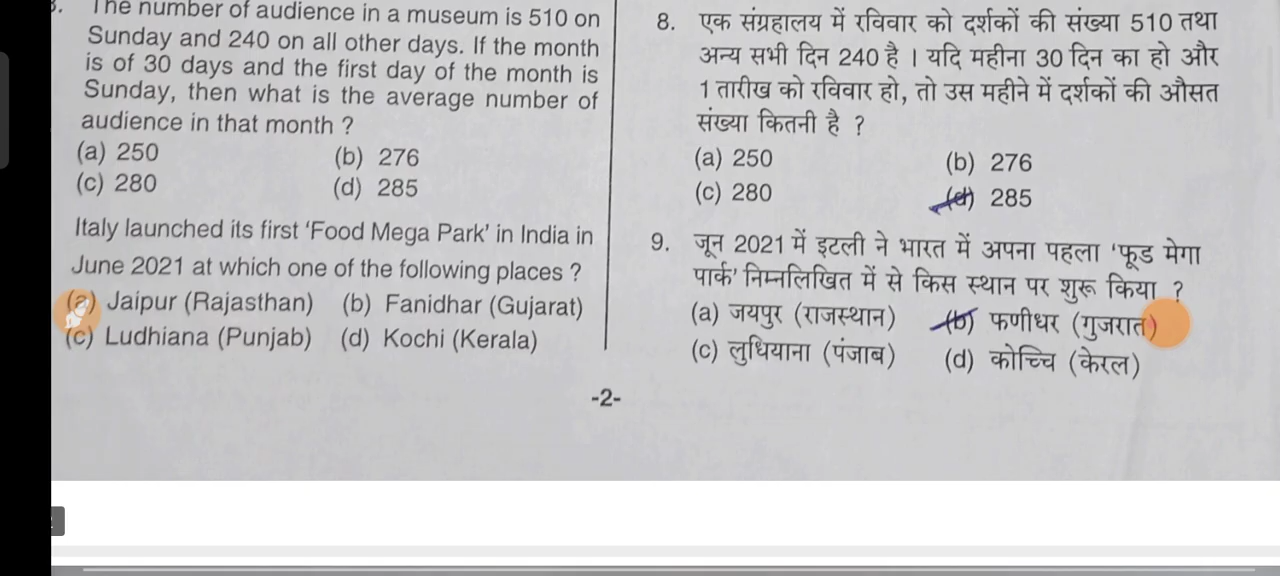 The number of audience in a museum is 510 on
Sunday and 240 on all other days. If the month
is of 30 days and the first day of the month is
Sunday, then what is the average number of
audience in that month ?
(a) 250 (b) 276
(c) 280 (d) 285
Italy launched its first ‘Food Mega Park’ in India in
June 2021 at which one of the following places ?
(a) Jaipur (Rajasthan) (b) Fanidhar (Gujarat)
(c) Ludhiana (Punjab) (d) Kochi (Kerala)
8. एक संग्रहालय में रविवार को दर्शकों की संख्या 510 तथा
अन्य सभी दिन 240 है । यदि महीना 30 दिन का हो और
1 तारीख को रविवार हो, तो उस महीने में दर्शकों की औसत
संख्या कितनी है ?
(a) 250 (b) 276
(c) 280 (d) 285
9. जून 2021 में इटली ने भारत में अपना पहला ‘फूड मेगा
पार्क’ निम्नलिखित में से किस स्थान पर शुरू किया ?
(a) जयपुर (राजस्थान) (b) फणीधर (गुजरात)
(c) लुधियाना (पंजाब) (d) कोच्चि (केरल)
-2-